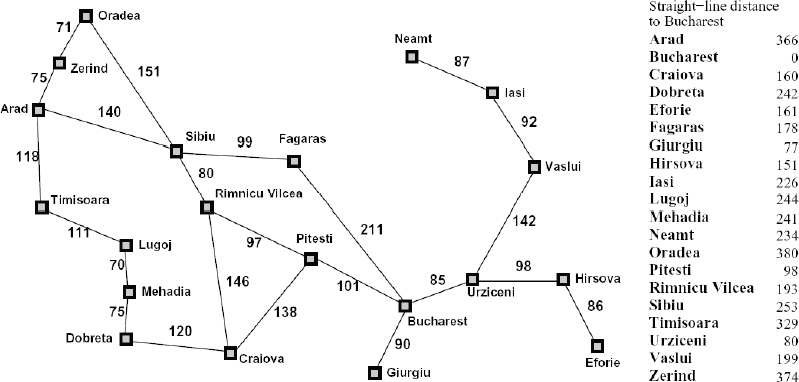 Straight−line distance
to Bucharest
Arad 366
Bucharest 0
Craiova 160
Dobreta 242
Eforie 161
Fagaras 178
Giurgiu 77
Hirsova 151
Iasi 226
Lugoj 244
Mehadia 241
Neamt 234
Oradea 380
Pitesti 98
Rimnicu Vilcea 193
Sibiu 253
Timisoara 329
Urziceni 80
Vaslui 199
Zerind 374
Oradea
71
Neamt
87
Zerind
151
75
Iasi
Arad
140
92
Sibiu
99
Fagaras
118
80
Vaslui
Rimnicu Vilcea
Timisoara
142
211
111
Lugoj
97
Pitesti
70
98
Hirsova
146
101
85
Mehadia
Urziceni
86
75
138
Bucharest
120
90
Dobreta
Craiova
Eforie
Giurgiu